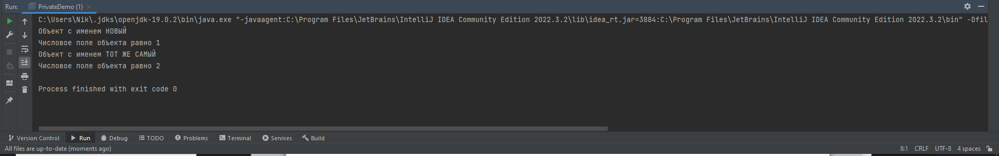 Run: PrivateDemo (1)
C:\Users\Nik\.jdks\openjdk-19.0.2\bin\java.exe "-javaagent:C:\Program Files\JetBrains\IntelliJ IDEA Community Edition 2022.3.2\lib\idea_rt.jar=3884:C:\Program Files\JetBrains\IntelliJ IDEA Community Edition 2022.3.2\bin" -Dfil
Объект с именем НОВЫЙ
Числовое поле объекта равно 1
Объект с именем ТОТ ЖЕ САМЫЙ
Числовое поле объекта равно 2
Process finished with exit code 0
Version Control Run Debug TODO Problems Terminal Services Build
All files are up-to-date (moments ago) 8:1 CRLF UTF-8 4 spaces